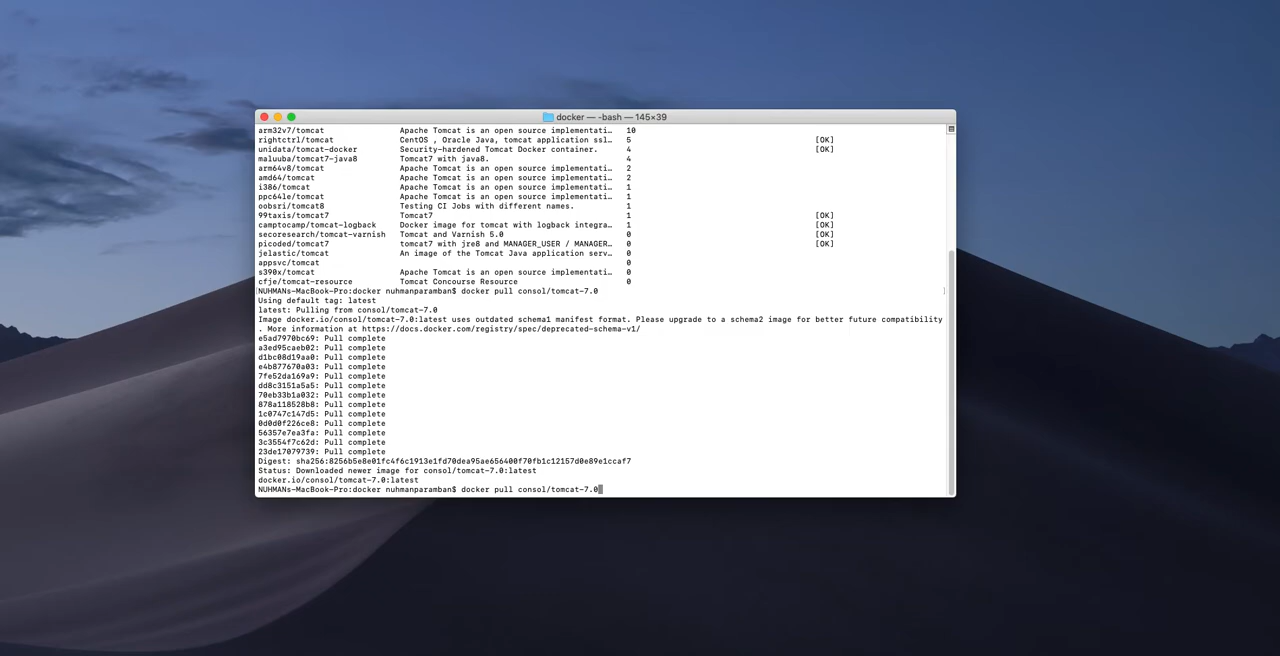 docker — -bash — 145×39
arm32v7/tomcat Apache Tomcat is an open source implementati… 10
rightctrl/tomcat CentOS , Oracle Java, tomcat application ssl… 5 [OK]
unidata/tomcat-docker Security-hardened Tomcat Docker container. 4 [OK]
maluuba/tomcat7-java8 Tomcat7 with java8. 4
arm64v8/tomcat Apache Tomcat is an open source implementati… 2
amd64/tomcat Apache Tomcat is an open source implementati… 2
i386/tomcat Apache Tomcat is an open source implementati… 1
ppc64le/tomcat Apache Tomcat is an open source implementati… 1
oobsri/tomcat8 Testing CI Jobs with different names. 1
99taxis/tomcat7 Tomcat7 1 [OK]
camptocamp/tomcat-logback Docker image for tomcat with logback integra… 1 [OK]
secoresearch/tomcat-varnish Tomcat and Varnish 5.0 0 [OK]
picoded/tomcat7 tomcat7 with jre8 and MANAGER_USER / MANAGER… 0 [OK]
jelastic/tomcat An image of the Tomcat Java application serv… 0
appsvc/tomcat 0
s390x/tomcat Apache Tomcat is an open source implementati… 0
cfje/tomcat-resource Tomcat Concourse Resource 0
NUHMANs-MacBook-Pro:docker nuhmanparamban$ docker pull consol/tomcat-7.0
Using default tag: latest
latest: Pulling from consol/tomcat-7.0
Image docker.io/consol/tomcat-7.0:latest uses outdated schema1 manifest format. Please upgrade to a schema2 image for better future compatibility
. More information at https://docs.docker.com/registry/spec/deprecated-schema-v1/
e5ad7970bc69: Pull complete
a3ed95caeb02: Pull complete
d1bc08d19aa0: Pull complete
e4b877670a03: Pull complete
7fe52da169a9: Pull complete
dd8c3151a5a5: Pull complete
70eb33b1a032: Pull complete
878a118528b8: Pull complete
1c0747c147d5: Pull complete
0d0d0f226ce8: Pull complete
56357e7ea3fa: Pull complete
3c3554f7c62d: Pull complete
23de17079739: Pull complete
Digest: sha256:8256b5e8e01fc4f6c1913e1fd70dea95ae656400f70fb1c12157d0e89e1ccaf7
Status: Downloaded newer image for consol/tomcat-7.0:latest
docker.io/consol/tomcat-7.0:latest
NUHMANs-MacBook-Pro:docker nuhmanparamban$ docker pull consol/tomcat-7.0